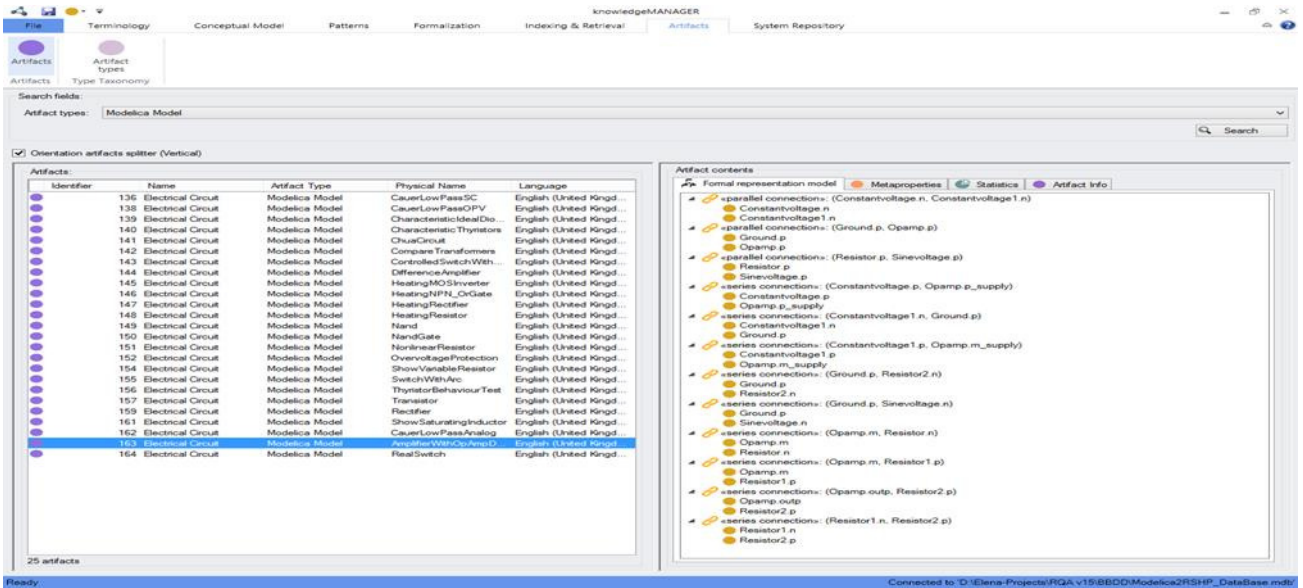 knowledgeMANAGER
File Terminology Conceptual Model Patterns Formalization Indexing & Retrieval Artifacts System Repository
Artifacts Artifact types
Artifacts Type Taxonomy
Search fields:
Artifact types: Modelica Model
Search
Orientation artifacts splitter (Vertical)
Artifacts:
Identifier Name Artifact Type Physical Name Language
136 Electrical Circuit Modelica Model CauerLowPassSC English (United Kingd...
138 Electrical Circuit Modelica Model CauerLowPassOPV English (United Kingd...
139 Electrical Circuit Modelica Model CharacteristicIdealDio... English (United Kingd...
140 Electrical Circuit Modelica Model CharacteristicThyristors English (United Kingd...
141 Electrical Circuit Modelica Model ChuaCircuit English (United Kingd...
142 Electrical Circuit Modelica Model CompareTransformers English (United Kingd...
143 Electrical Circuit Modelica Model ControlledSwitchWith... English (United Kingd...
144 Electrical Circuit Modelica Model DifferenceAmplifier English (United Kingd...
145 Electrical Circuit Modelica Model HeatingMOSInverter English (United Kingd...
146 Electrical Circuit Modelica Model HeatingNPN_OrGate English (United Kingd...
147 Electrical Circuit Modelica Model HeatingRectifier English (United Kingd...
148 Electrical Circuit Modelica Model HeatingResistor English (United Kingd...
149 Electrical Circuit Modelica Model Nand English (United Kingd...
150 Electrical Circuit Modelica Model NandGate English (United Kingd...
151 Electrical Circuit Modelica Model NonlinearResistor English (United Kingd...
152 Electrical Circuit Modelica Model OvervoltageProtection English (United Kingd...
154 Electrical Circuit Modelica Model ShowVariableResistor English (United Kingd...
155 Electrical Circuit Modelica Model SwitchWithArc English (United Kingd...
156 Electrical Circuit Modelica Model ThyristorBehaviourTest English (United Kingd...
157 Electrical Circuit Modelica Model Transistor English (United Kingd...
159 Electrical Circuit Modelica Model Rectifier English (United Kingd...
161 Electrical Circuit Modelica Model ShowSaturatingInductor English (United Kingd...
162 Electrical Circuit Modelica Model CauerLowPassAnalog English (United Kingd...
163 Electrical Circuit Modelica Model AmplifierWithOpAmpD... English (United Kingd...
164 Electrical Circuit Modelica Model RealSwitch English (United Kingd...
25 artifacts
Artifact contents
Formal representation model Metaproperties Statistics Artifact Info
«parallel connection»: (Constantvoltage.n, Constantvoltage1.n)
Constantvoltage.n
Constantvoltage1.n
«parallel connection»: (Ground.p, Opamp.p)
Ground.p
Opamp.p
«parallel connection»: (Resistor.p, Sinevoltage.p)
Resistor.p
Sinevoltage.p
«series connection»: (Constantvoltage.p, Opamp.p_supply)
Constantvoltage.p
Opamp.p_supply
«series connection»: (Constantvoltage1.n, Ground.p)
Constantvoltage1.n
Ground.p
«series connection»: (Constantvoltage1.p, Opamp.m_supply)
Constantvoltage1.p
Opamp.m_supply
«series connection»: (Ground.p, Resistor2.n)
Ground.p
Resistor2.n
«series connection»: (Ground.p, Sinevoltage.n)
Ground.p
Sinevoltage.n
«series connection»: (Opamp.m, Resistor.n)
Opamp.m
Resistor.n
«series connection»: (Opamp.m, Resistor1.p)
Opamp.m
Resistor1.p
«series connection»: (Opamp.outp, Resistor2.p)
Opamp.outp
Resistor2.p
«series connection»: (Resistor1.n, Resistor2.p)
Resistor1.n
Resistor2.p
Ready Connected to 'D:\Elena-Projects\RQA v15\BBDD\Modelica2RSHP_DataBase.mdb'